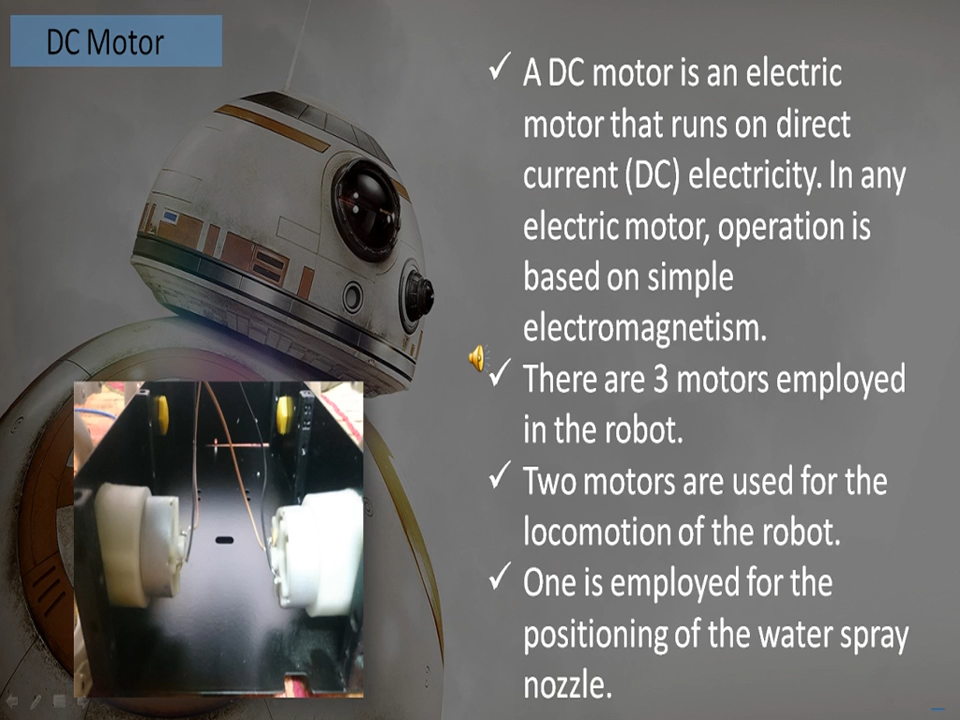 DC Motor
✓ A DC motor is an electric
motor that runs on direct
current (DC) electricity. In any
electric motor, operation is
based on simple
electromagnetism.
✓ There are 3 motors employed
in the robot.
✓ Two motors are used for the
locomotion of the robot.
✓ One is employed for the
positioning of the water spray
nozzle.